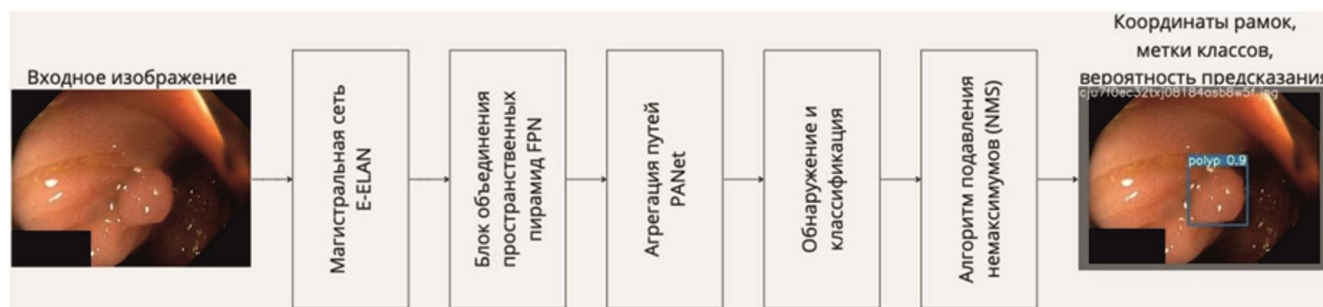 Входное изображение
Магистральная сеть
E-ELAN
Блок объединения
пространственных
пирамид FPN
Агрегация путей
PANet
Обнаружение и
классификация
Алгоритм подавления
немаксимумов (NMS)
Координаты рамок,
метки классов,
вероятность предсказания
polyp 0.9